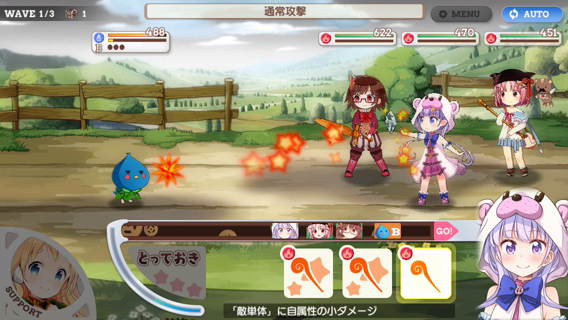 WAVE 1/3 1
通常攻撃
MENU
AUTO
488
B
622
470
451
B
GO!
とっておき
SUPPORT
「敵単体」に自属性の小ダメージ